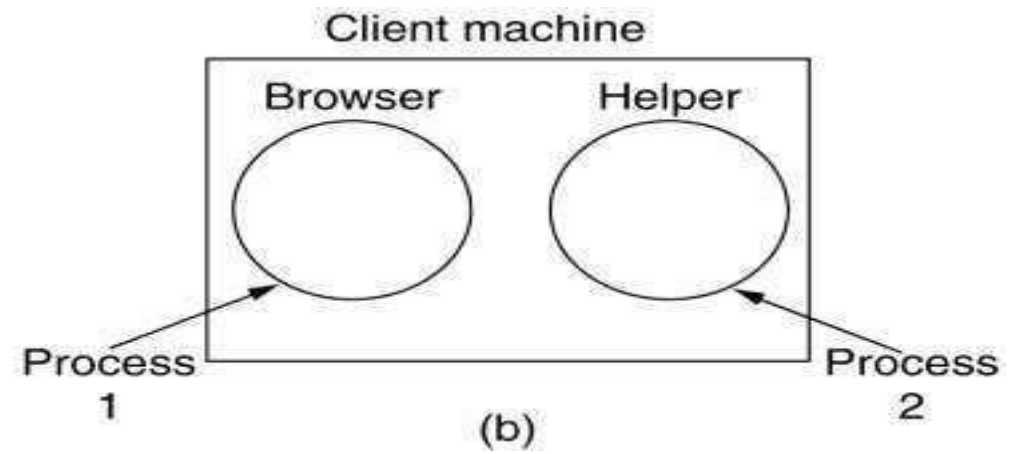 Client machine
Browser
Helper
Process
1
Process
2
(b)